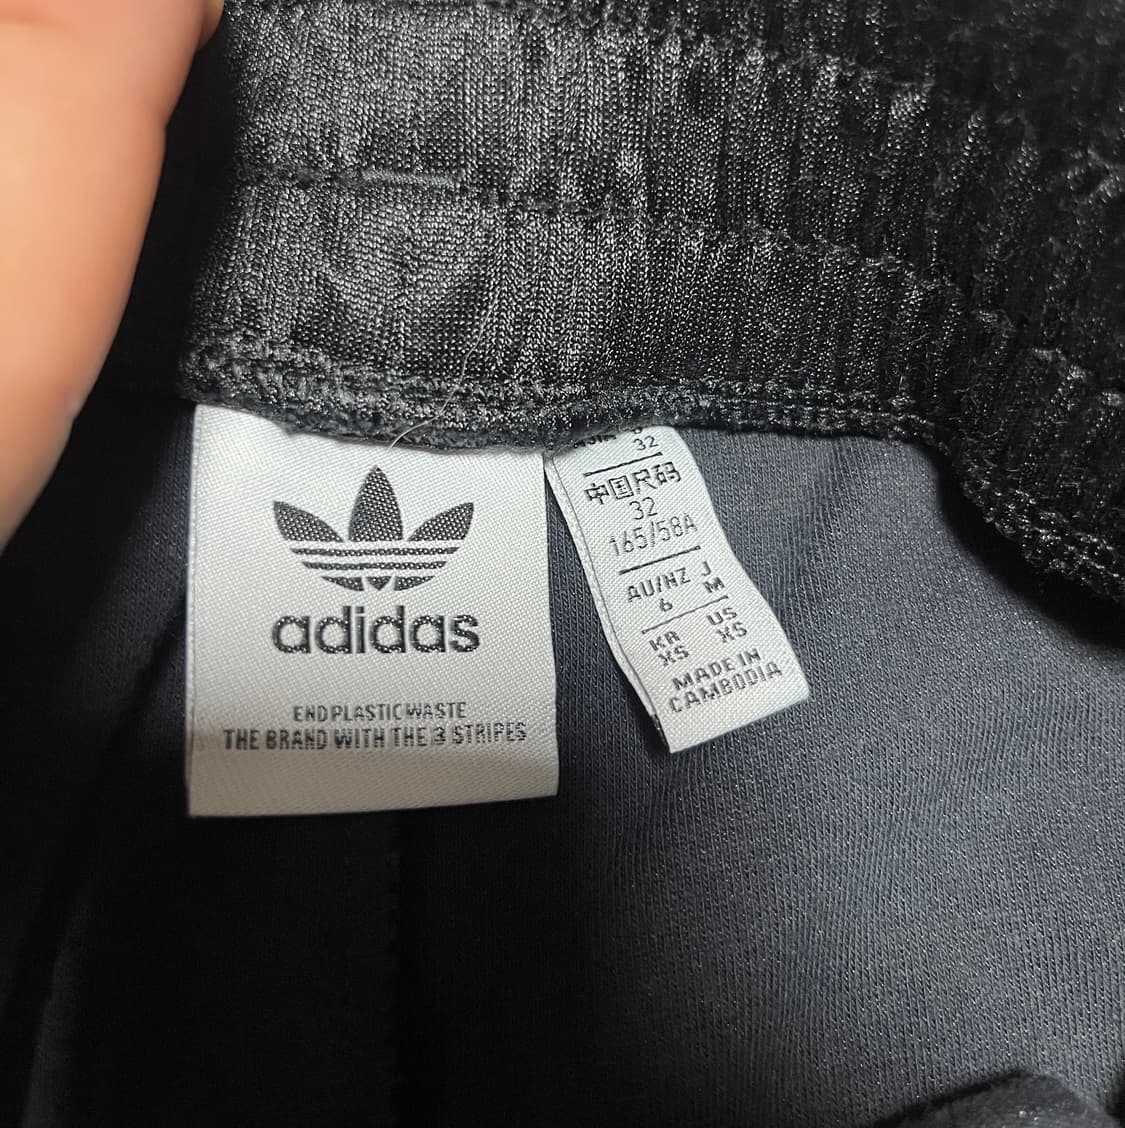 adidas
END PLASTIC WASTE
THE BRAND WITH THE 3 STRIPES
32
中国尺码
32
165/58A
AU/NZ J
6 M
KR US
XS XS
MADE IN
CAMBODIA